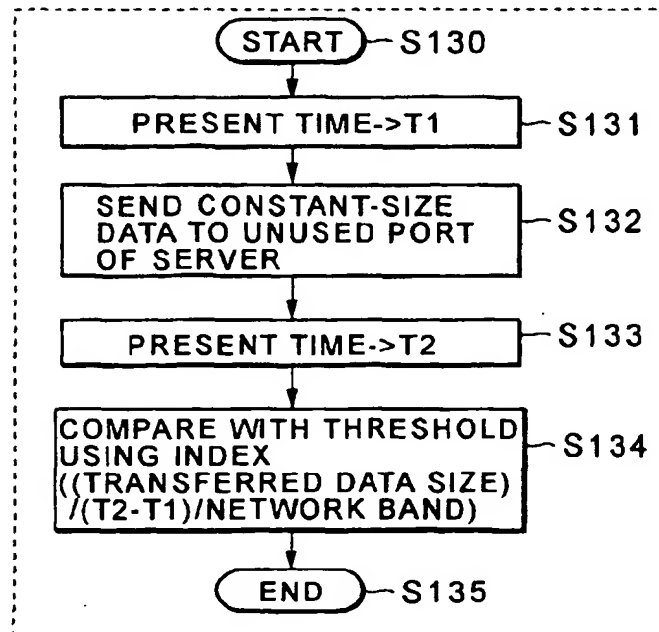 START S130
PRESENT TIME->T1 S131
SEND CONSTANT-SIZE
DATA TO UNUSED PORT S132
OF SERVER
PRESENT TIME->T2 S133
COMPARE WITH THRESHOLD
USING INDEX S134
((TRANSFERRED DATA SIZE)
/(T2-T1)/NETWORK BAND)
END S135